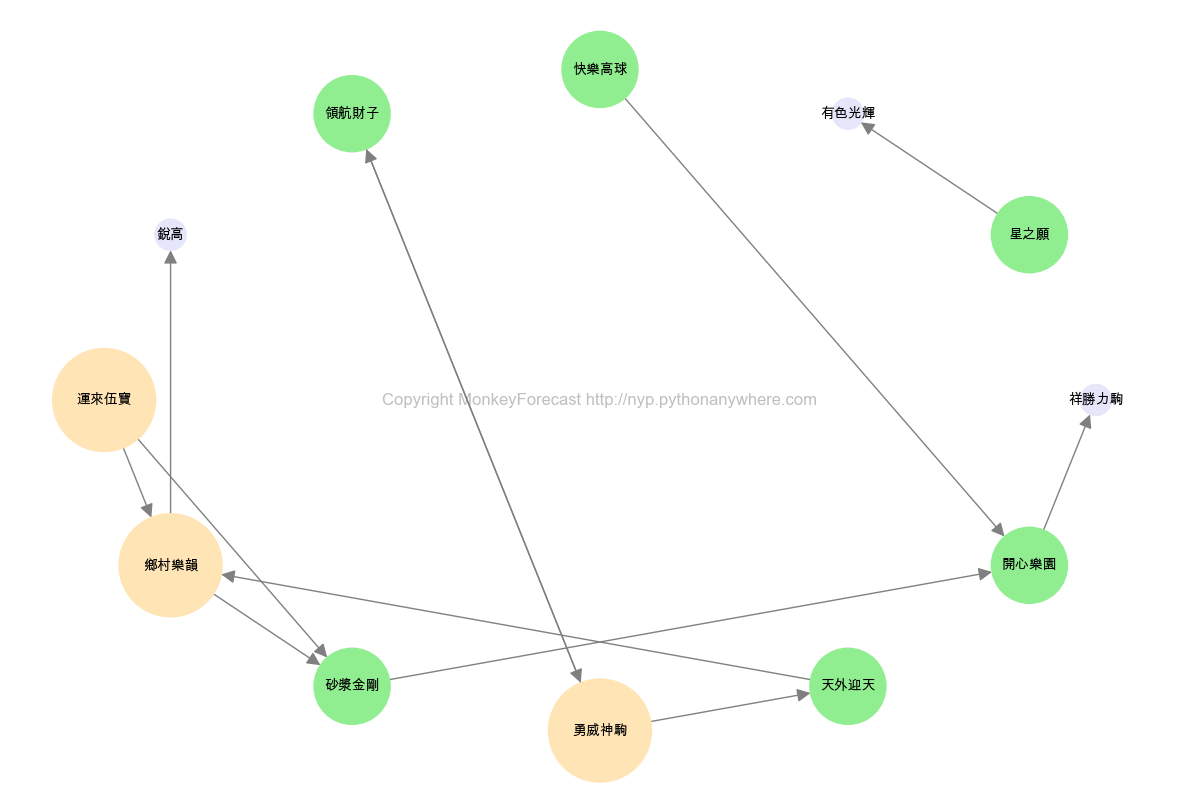 快樂高球
領航財子
有色光輝
銳高
星之願
運來伍寶
Copyright MonkeyForecast http://nyp.pythonanywhere.com
祥勝力駒
鄉村樂韻
開心樂園
砂漿金剛
天外迎天
勇威神駒